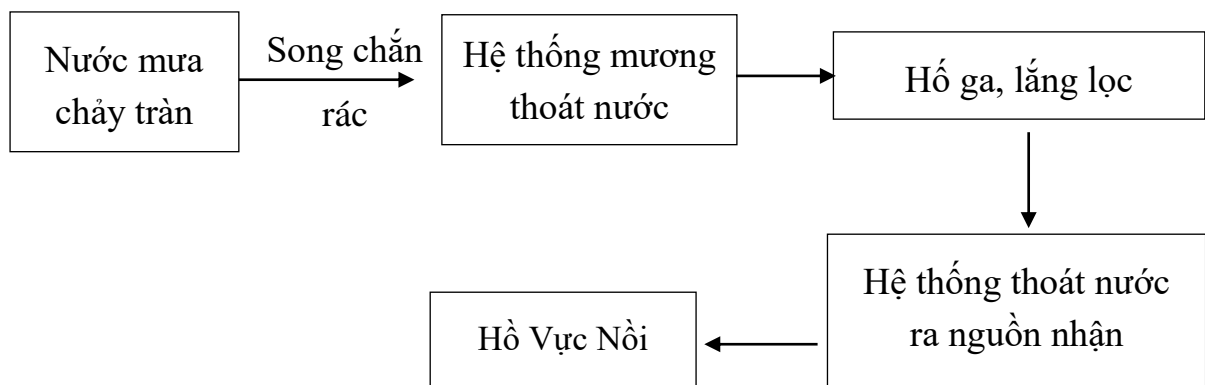 Nước mưa
chảy tràn
Song chắn
rác
Hệ thống mương
thoát nước
Hố ga, lắng lọc
Hệ thống thoát nước
ra nguồn nhận
Hồ Vực Nồi